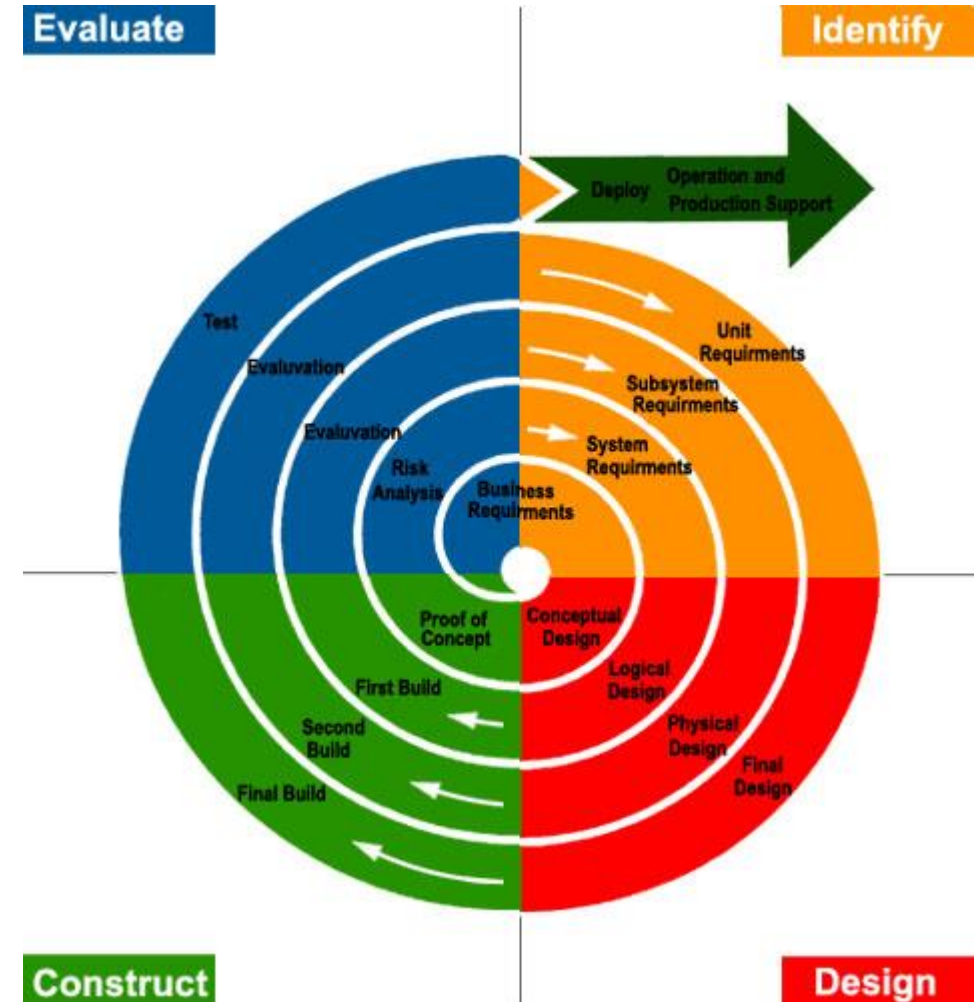 Evaluate
Identify
Deploy
Operation and
Production Support
Test
Unit
Requirments
Evaluvation
Subsystem
Requirments
Evaluvation
System
Requirments
Risk
Analysis
Business
Requirments
Proof of
Concept
Conceptual
Design
First Build
Logical
Design
Second
Build
Physical
Design
Final Build
Final
Design
Construct
Design